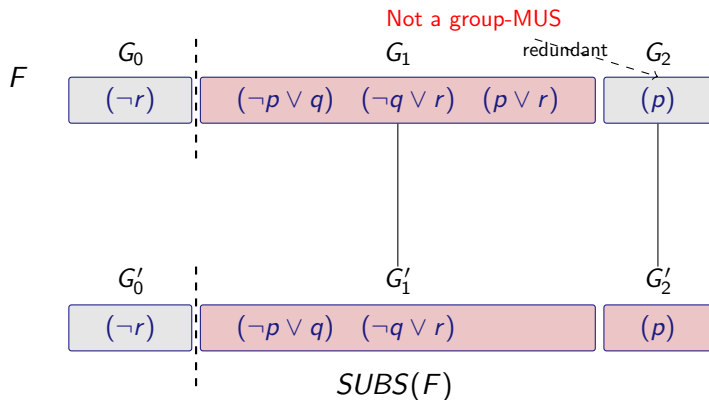 Not a group-MUS
G₀ G₁ redundant G₂
F (¬r) (¬p ∨ q) (¬q ∨ r) (p ∨ r) (p)
G′₀ G′₁ G′₂
(¬r) (¬p ∨ q) (¬q ∨ r) (p)
SUBS(F)